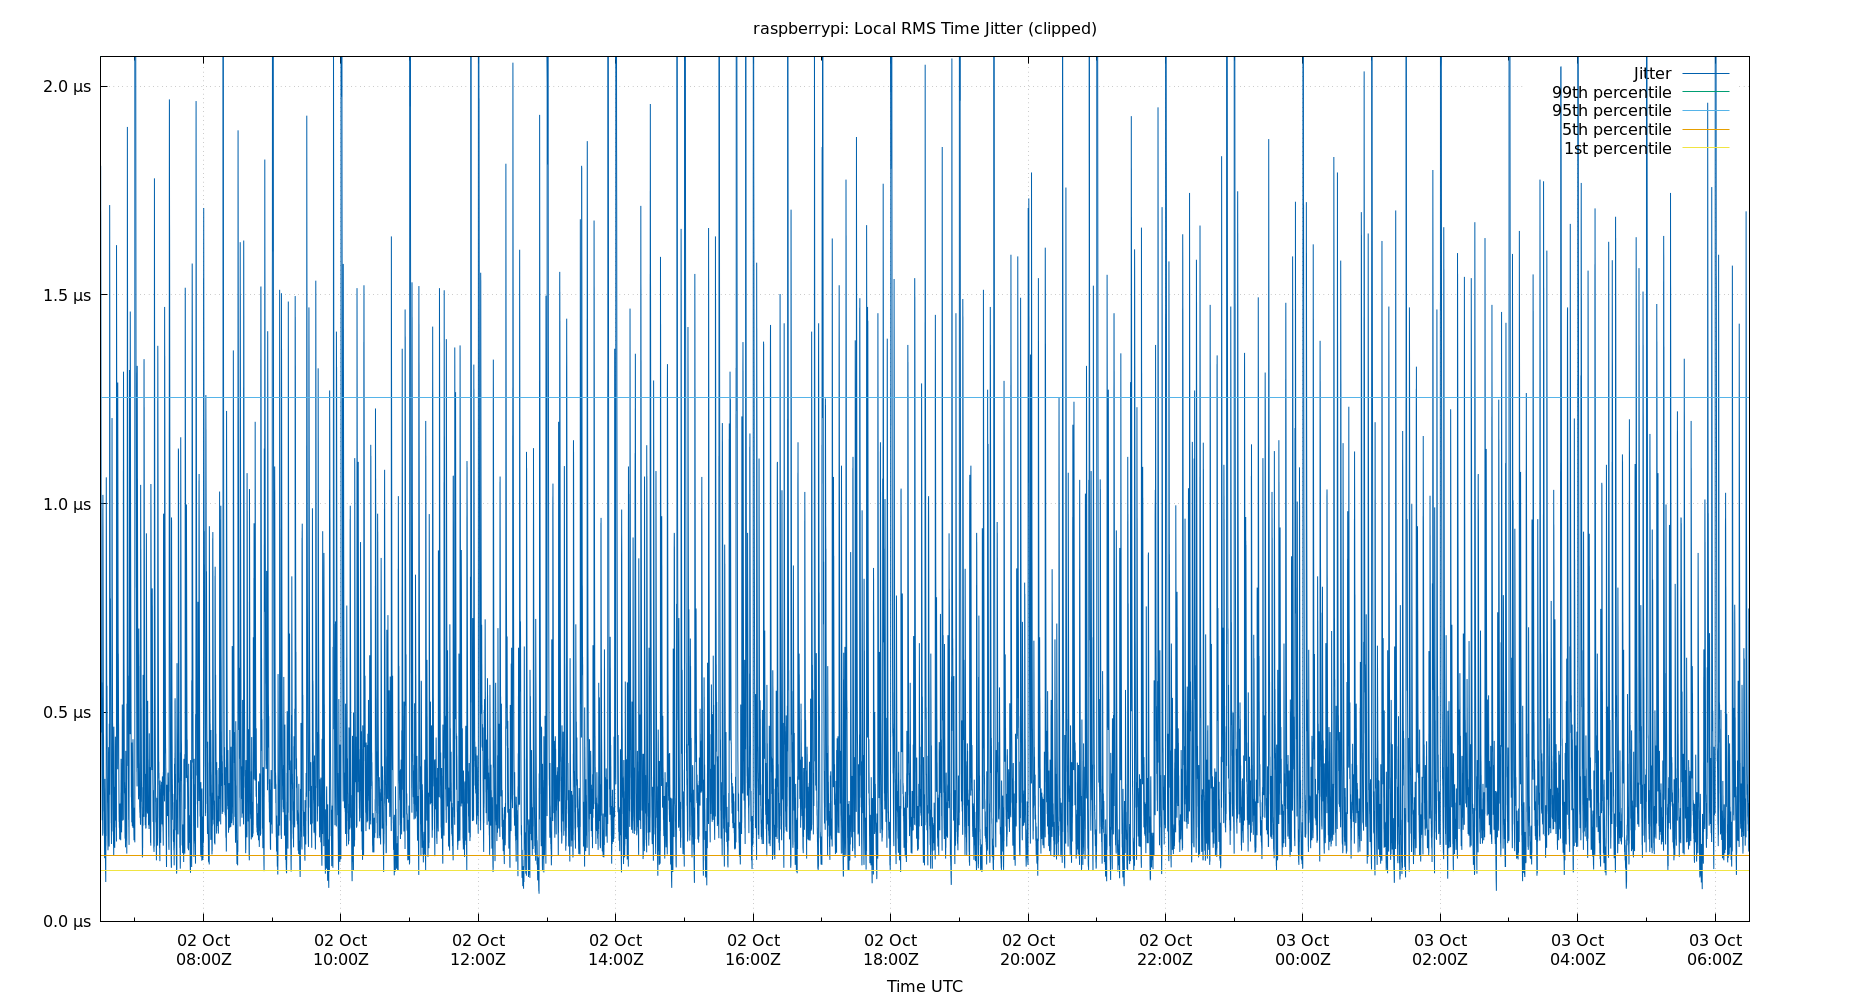 raspberrypi: Local RMS Time Jitter (clipped)
Jitter
99th percentile
95th percentile
5th percentile
1st percentile
2.0 μs
1.5 μs
1.0 μs
0.5 μs
0.0 μs
02 Oct 02 Oct 02 Oct 02 Oct 02 Oct 02 Oct 02 Oct 02 Oct 03 Oct 03 Oct 03 Oct 03 Oct
08:00Z 10:00Z 12:00Z 14:00Z 16:00Z 18:00Z 20:00Z 22:00Z 00:00Z 02:00Z 04:00Z 06:00Z
Time UTC